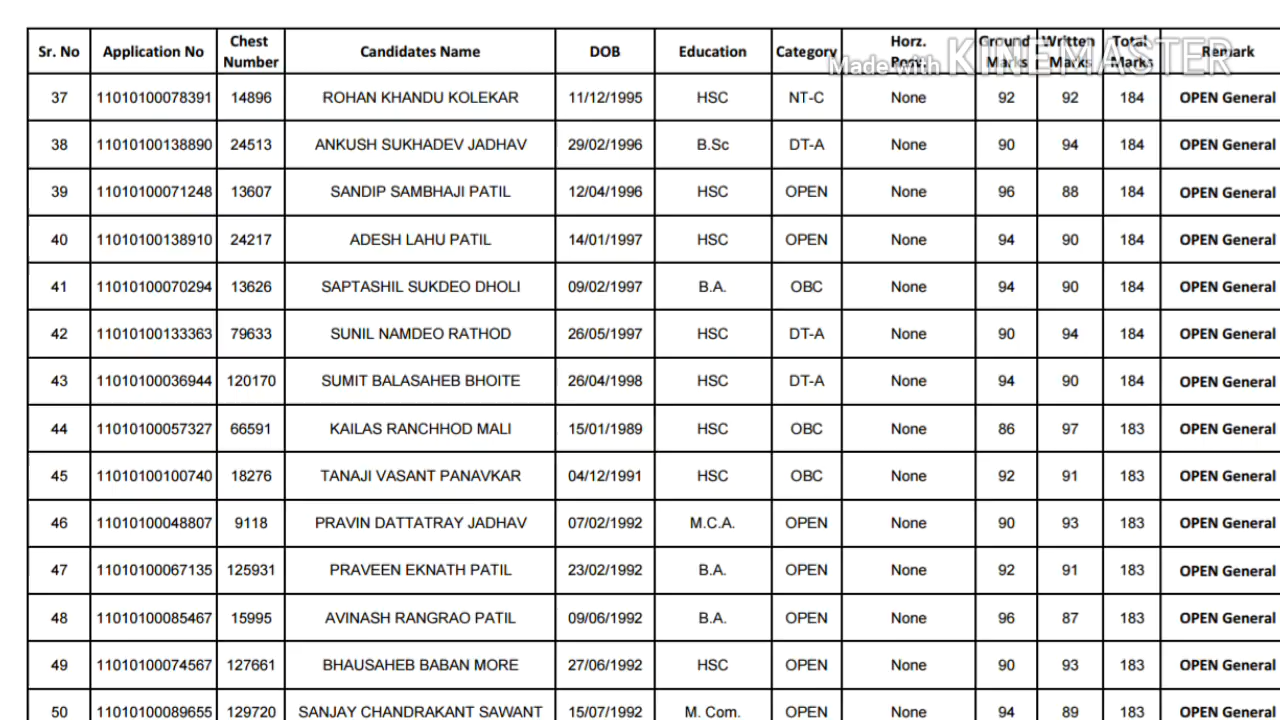 Sr. No Application No Chest Number Candidates Name DOB Education Category Horz. Resv. Ground Marks Written Marks Total Marks Remark
Made with KINEMASTER
37 11010100078391 14896 ROHAN KHANDU KOLEKAR 11/12/1995 HSC NT-C None 92 92 184 OPEN General
38 11010100138890 24513 ANKUSH SUKHADEV JADHAV 29/02/1996 B.Sc DT-A None 90 94 184 OPEN General
39 11010100071248 13607 SANDIP SAMBHAJI PATIL 12/04/1996 HSC OPEN None 96 88 184 OPEN General
40 11010100138910 24217 ADESH LAHU PATIL 14/01/1997 HSC OPEN None 94 90 184 OPEN General
41 11010100070294 13626 SAPTASHIL SUKDEO DHOLI 09/02/1997 B.A. OBC None 94 90 184 OPEN General
42 11010100133363 79633 SUNIL NAMDEO RATHOD 26/05/1997 HSC DT-A None 90 94 184 OPEN General
43 11010100036944 120170 SUMIT BALASAHEB BHOITE 26/04/1998 HSC DT-A None 94 90 184 OPEN General
44 11010100057327 66591 KAILAS RANCHHOD MALI 15/01/1989 HSC OBC None 86 97 183 OPEN General
45 11010100100740 18276 TANAJI VASANT PANAVKAR 04/12/1991 HSC OBC None 92 91 183 OPEN General
46 11010100048807 9118 PRAVIN DATTATRAY JADHAV 07/02/1992 M.C.A. OPEN None 90 93 183 OPEN General
47 11010100067135 125931 PRAVEEN EKNATH PATIL 23/02/1992 B.A. OPEN None 92 91 183 OPEN General
48 11010100085467 15995 AVINASH RANGRAO PATIL 09/06/1992 B.A. OPEN None 96 87 183 OPEN General
49 11010100074567 127661 BHAUSAHEB BABAN MORE 27/06/1992 HSC OPEN None 90 93 183 OPEN General
50 11010100089655 129720 SANJAY CHANDRAKANT SAWANT 15/07/1992 M. Com. OPEN None 94 89 183 OPEN General